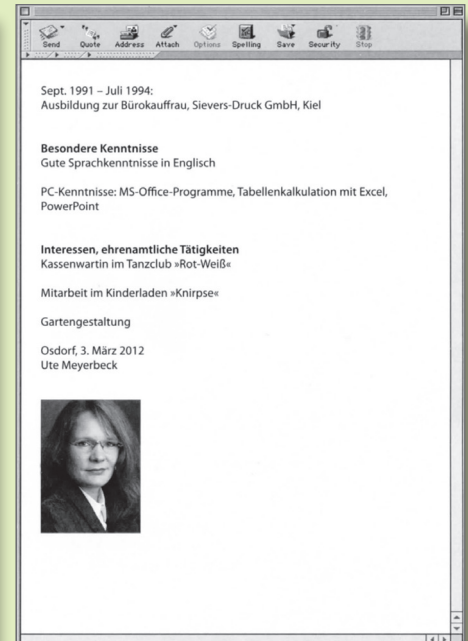 Send Quote Address Attach Options Spelling Save Security Stop
Sept. 1991 – Juli 1994:
Ausbildung zur Bürokauffrau, Sievers-Druck GmbH, Kiel
Besondere Kenntnisse
Gute Sprachkenntnisse in Englisch
PC-Kenntnisse: MS-Office-Programme, Tabellenkalkulation mit Excel,
PowerPoint
Interessen, ehrenamtliche Tätigkeiten
Kassenwartin im Tanzclub »Rot-Weiß«
Mitarbeit im Kinderladen »Knirpse«
Gartengestaltung
Osdorf, 3. März 2012
Ute Meyerbeck